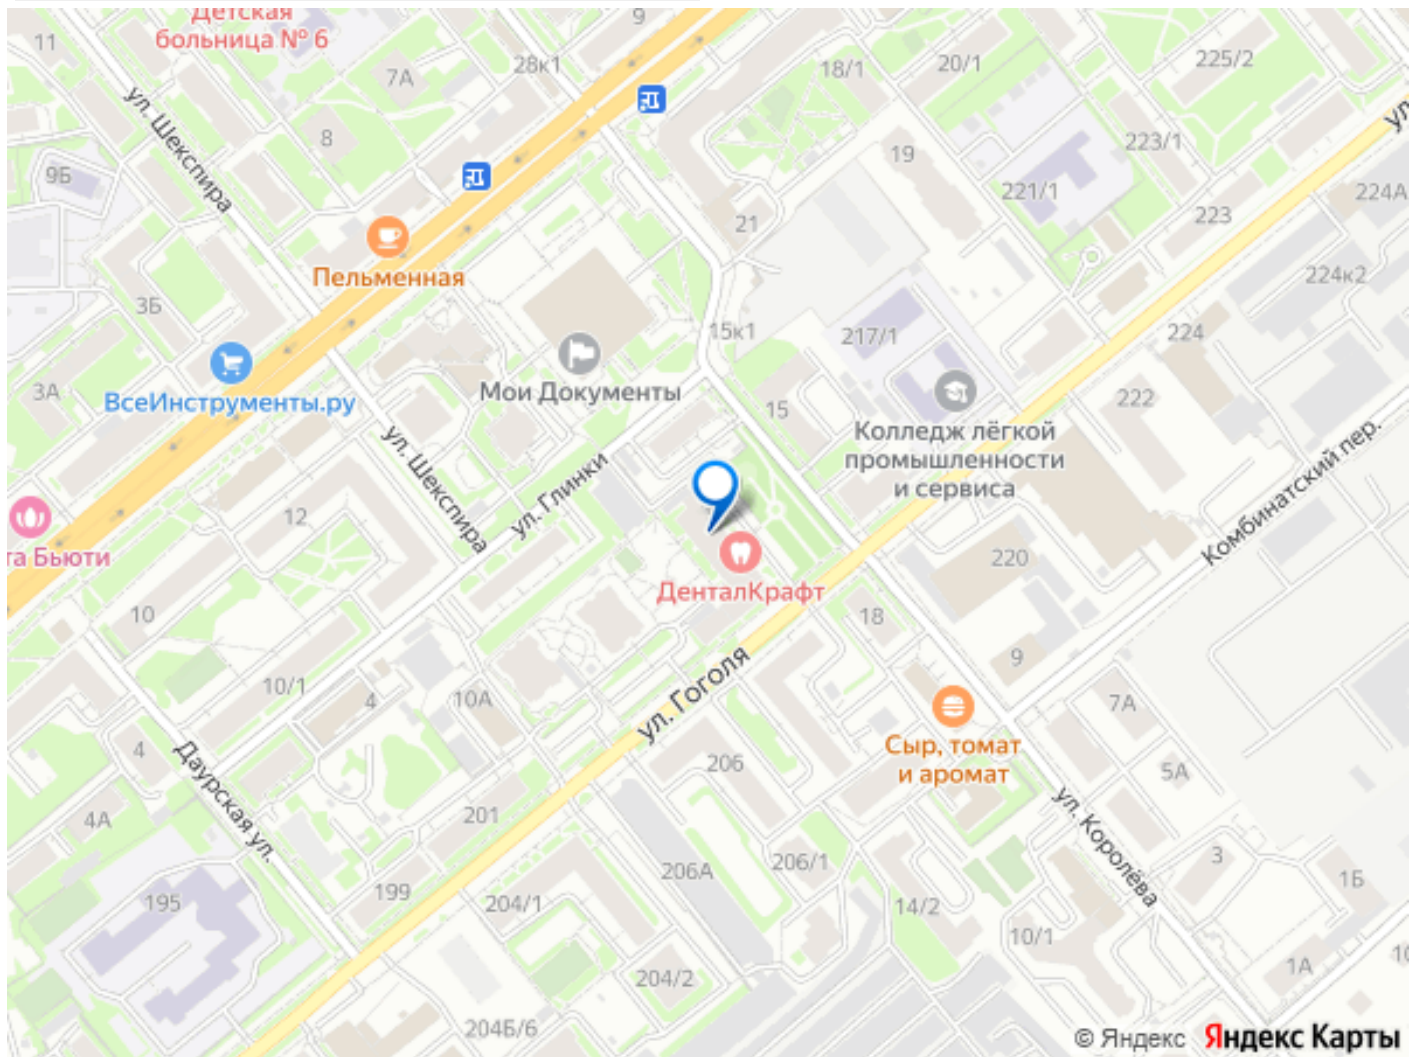 Детская
больница № 6
9
11
28к1
7А
18/1
20/1
225/2
ул.
ул. Шекспира
8
9Б
19
223/1
221/1
224А
223
21
Пельменная
224к2
3Б
15к1
217/1
224
Мои Документы
3А
ВсеИнструменты.ру
15
222
Колледж лёгкой
промышленности
и сервиса
ул. Шекспира
ул. Глинки
Комбинатский пер.
12
та Бьюти
220
ДенталКрафт
10
18
9
ул. Гоголя
10/1
4
10А
7А
4
Даурская ул.
206
Сыр, томат
и аромат
5А
4А
201
ул. Королёва
206А
206/1
3
1Б
195
199
204/1
14/2
10/1
204/2
1А
10
204Б/6
© Яндекс Яндекс Карты